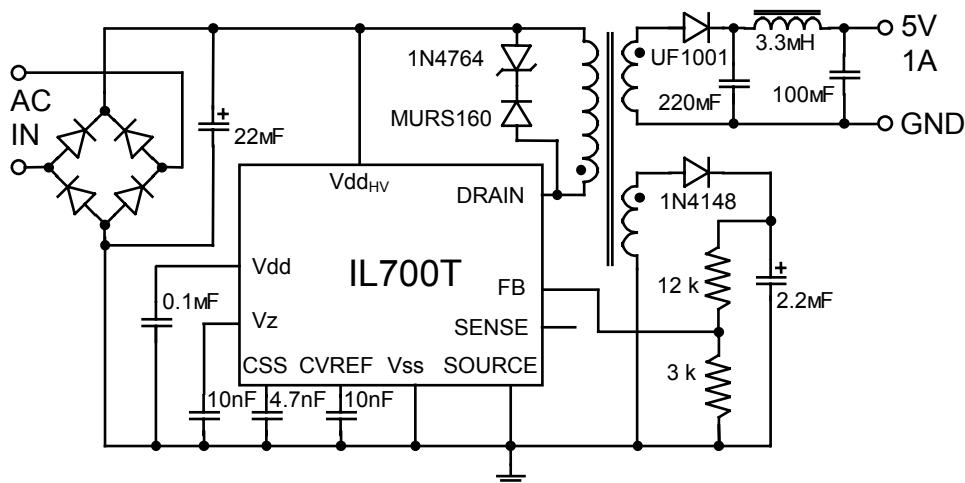 1N4764
MURS160
UF1001
3.3мH
5V
1A
220мF
100мF
GND
AC
IN
22мF
VddHV
DRAIN
1N4148
Vdd
IL700T
FB
12 k
2.2мF
0.1мF
Vz
SENSE
CSS
CVREF
Vss
SOURCE
3 k
10nF
4.7nF
10nF